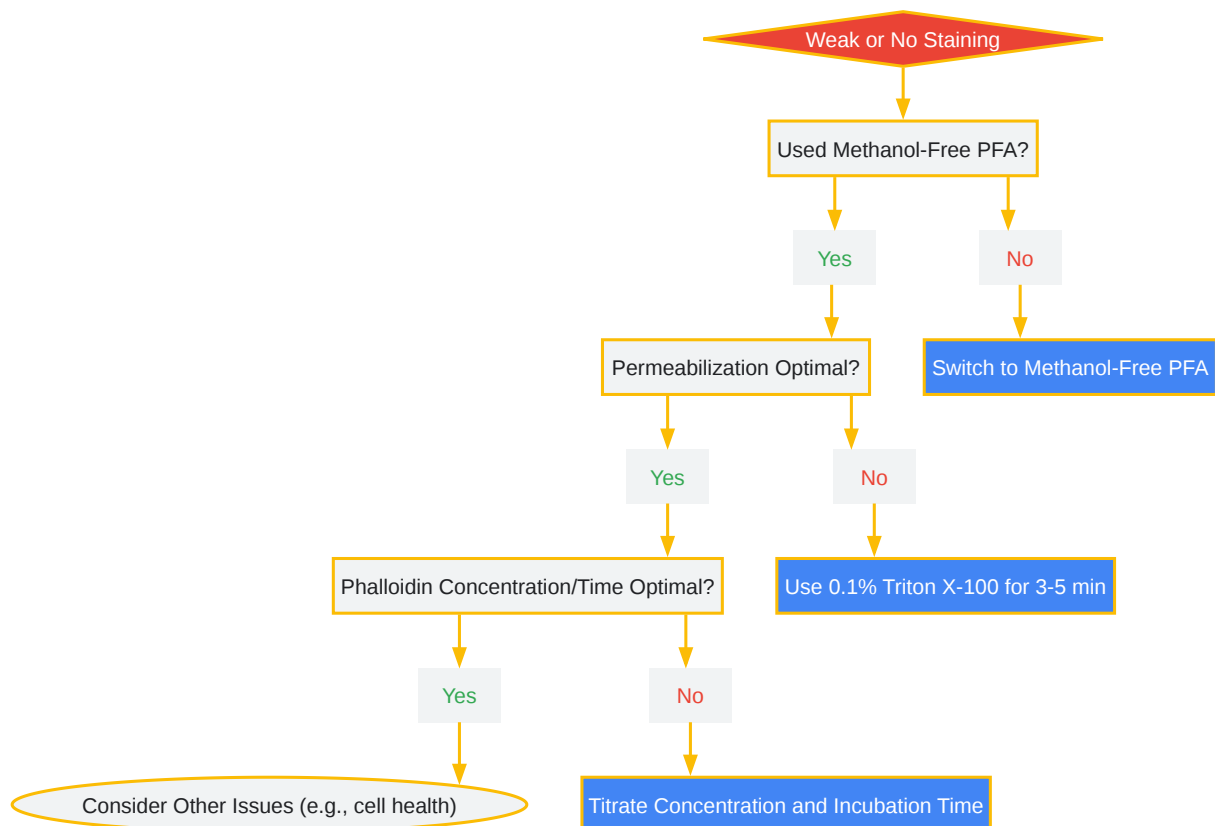 Weak or No Staining
Used Methanol-Free PFA?
Yes
No
Permeabilization Optimal?
Switch to Methanol-Free PFA
Yes
No
Phalloidin Concentration/Time Optimal?
Use 0.1% Triton X-100 for 3-5 min
Yes
No
Consider Other Issues (e.g., cell health)
Titrate Concentration and Incubation Time